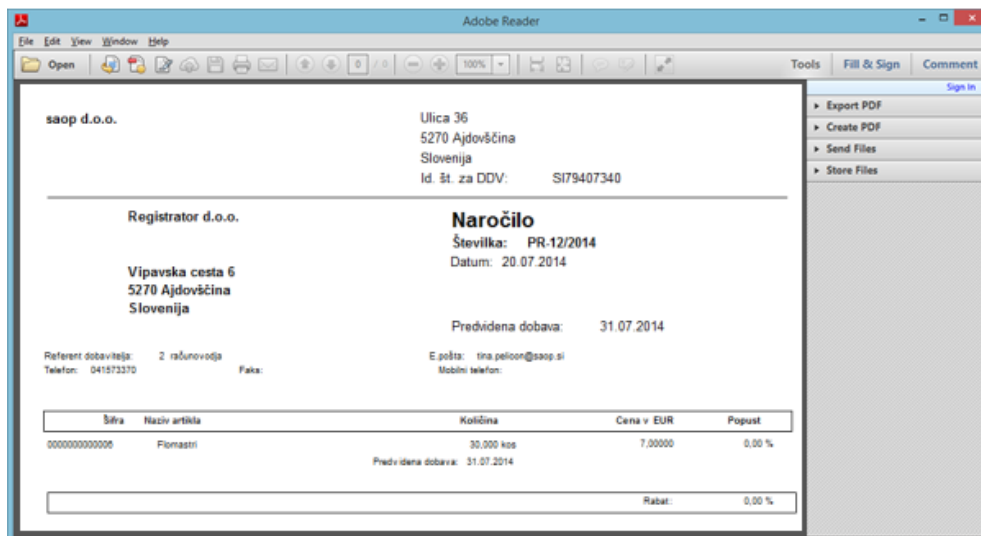 Adobe Reader
File Edit View Window Help
Open 0 / 0 100% Tools Fill & Sign Comment
Sign In
Export PDF
Create PDF
Send Files
Store Files
saop d.o.o.
Ulica 36
5270 Ajdovščina
Slovenija
Id. št. za DDV: SI79407340
Registrator d.o.o.
Vipavska cesta 6
5270 Ajdovščina
Slovenija
Naročilo
Številka: PR-12/2014
Datum: 20.07.2014
Predvidena dobava: 31.07.2014
Referent dobavitelja: 2 računovodja
Telefon: 041573370 Faks:
E.pošta: tina.pelicon@saop.si
Mobilni telefon:
Šifra Naziv artikla Količina Cena v EUR Popust
0000000000006 Flomastri 30,000 kos 7,00000 0,00 %
Predvidena dobava: 31.07.2014
Rabat: 0,00 %